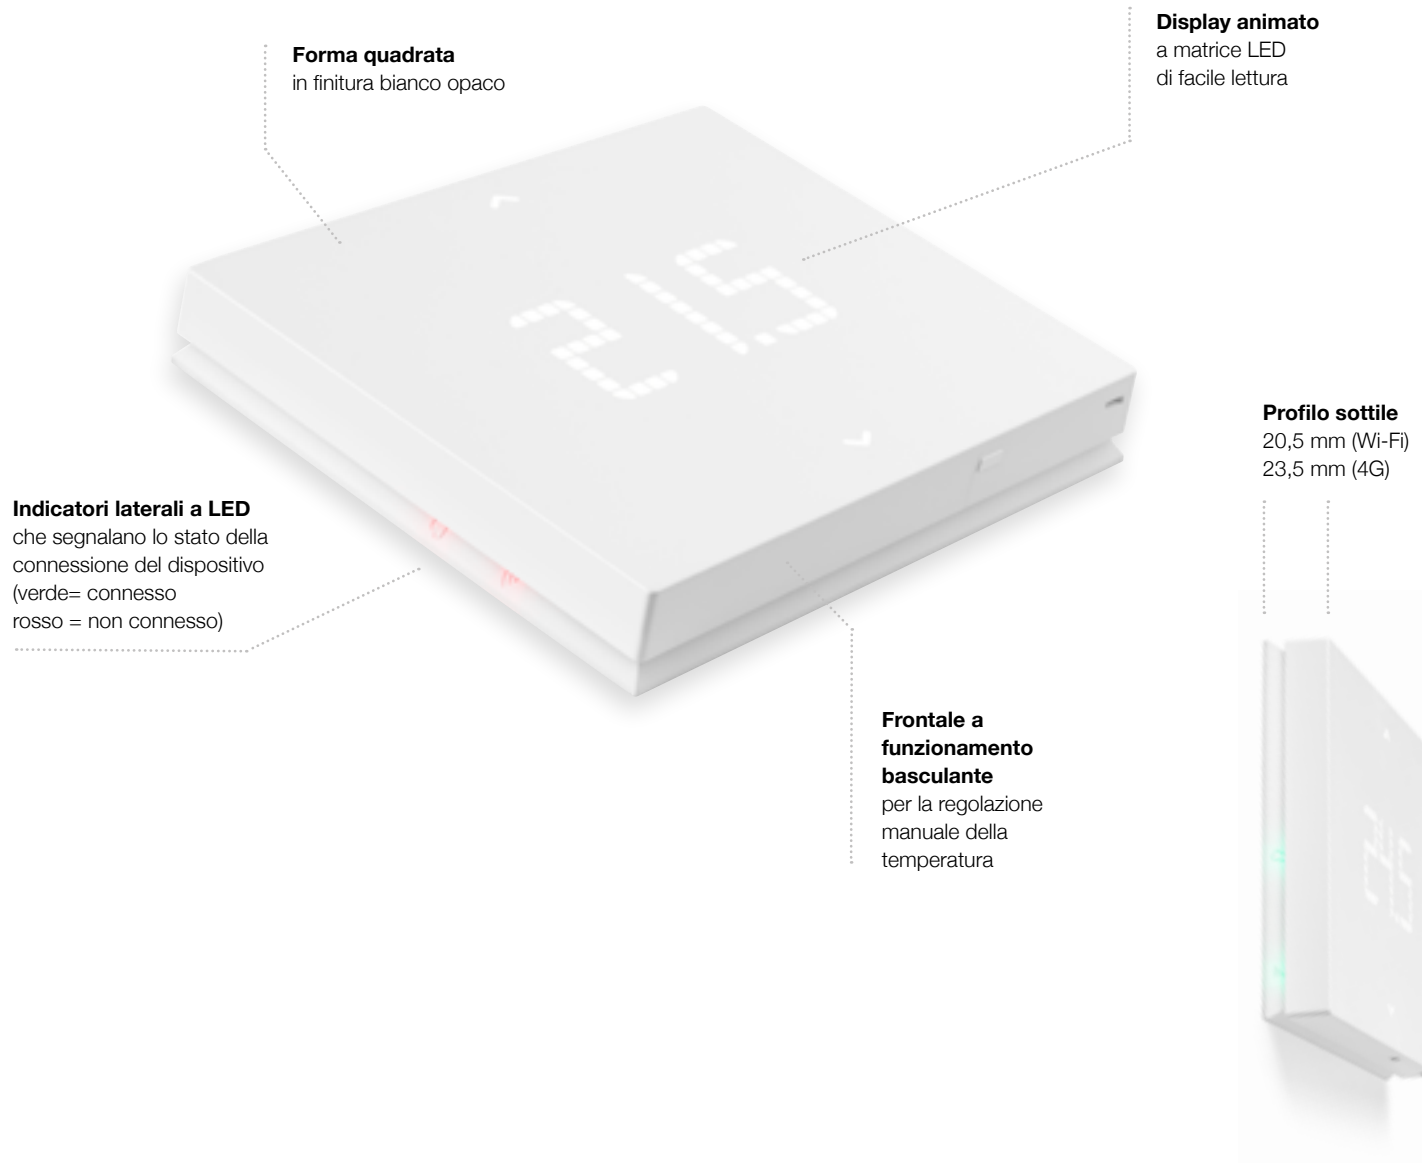 Forma quadrata
in finitura bianco opaco
Display animato
a matrice LED
di facile lettura
21.5
Profilo sottile
20,5 mm (Wi-Fi)
23,5 mm (4G)
Indicatori laterali a LED
che segnalano lo stato della
connessione del dispositivo
(verde= connesso
rosso = non connesso)
Frontale a
funzionamento
basculante
per la regolazione
manuale della
temperatura